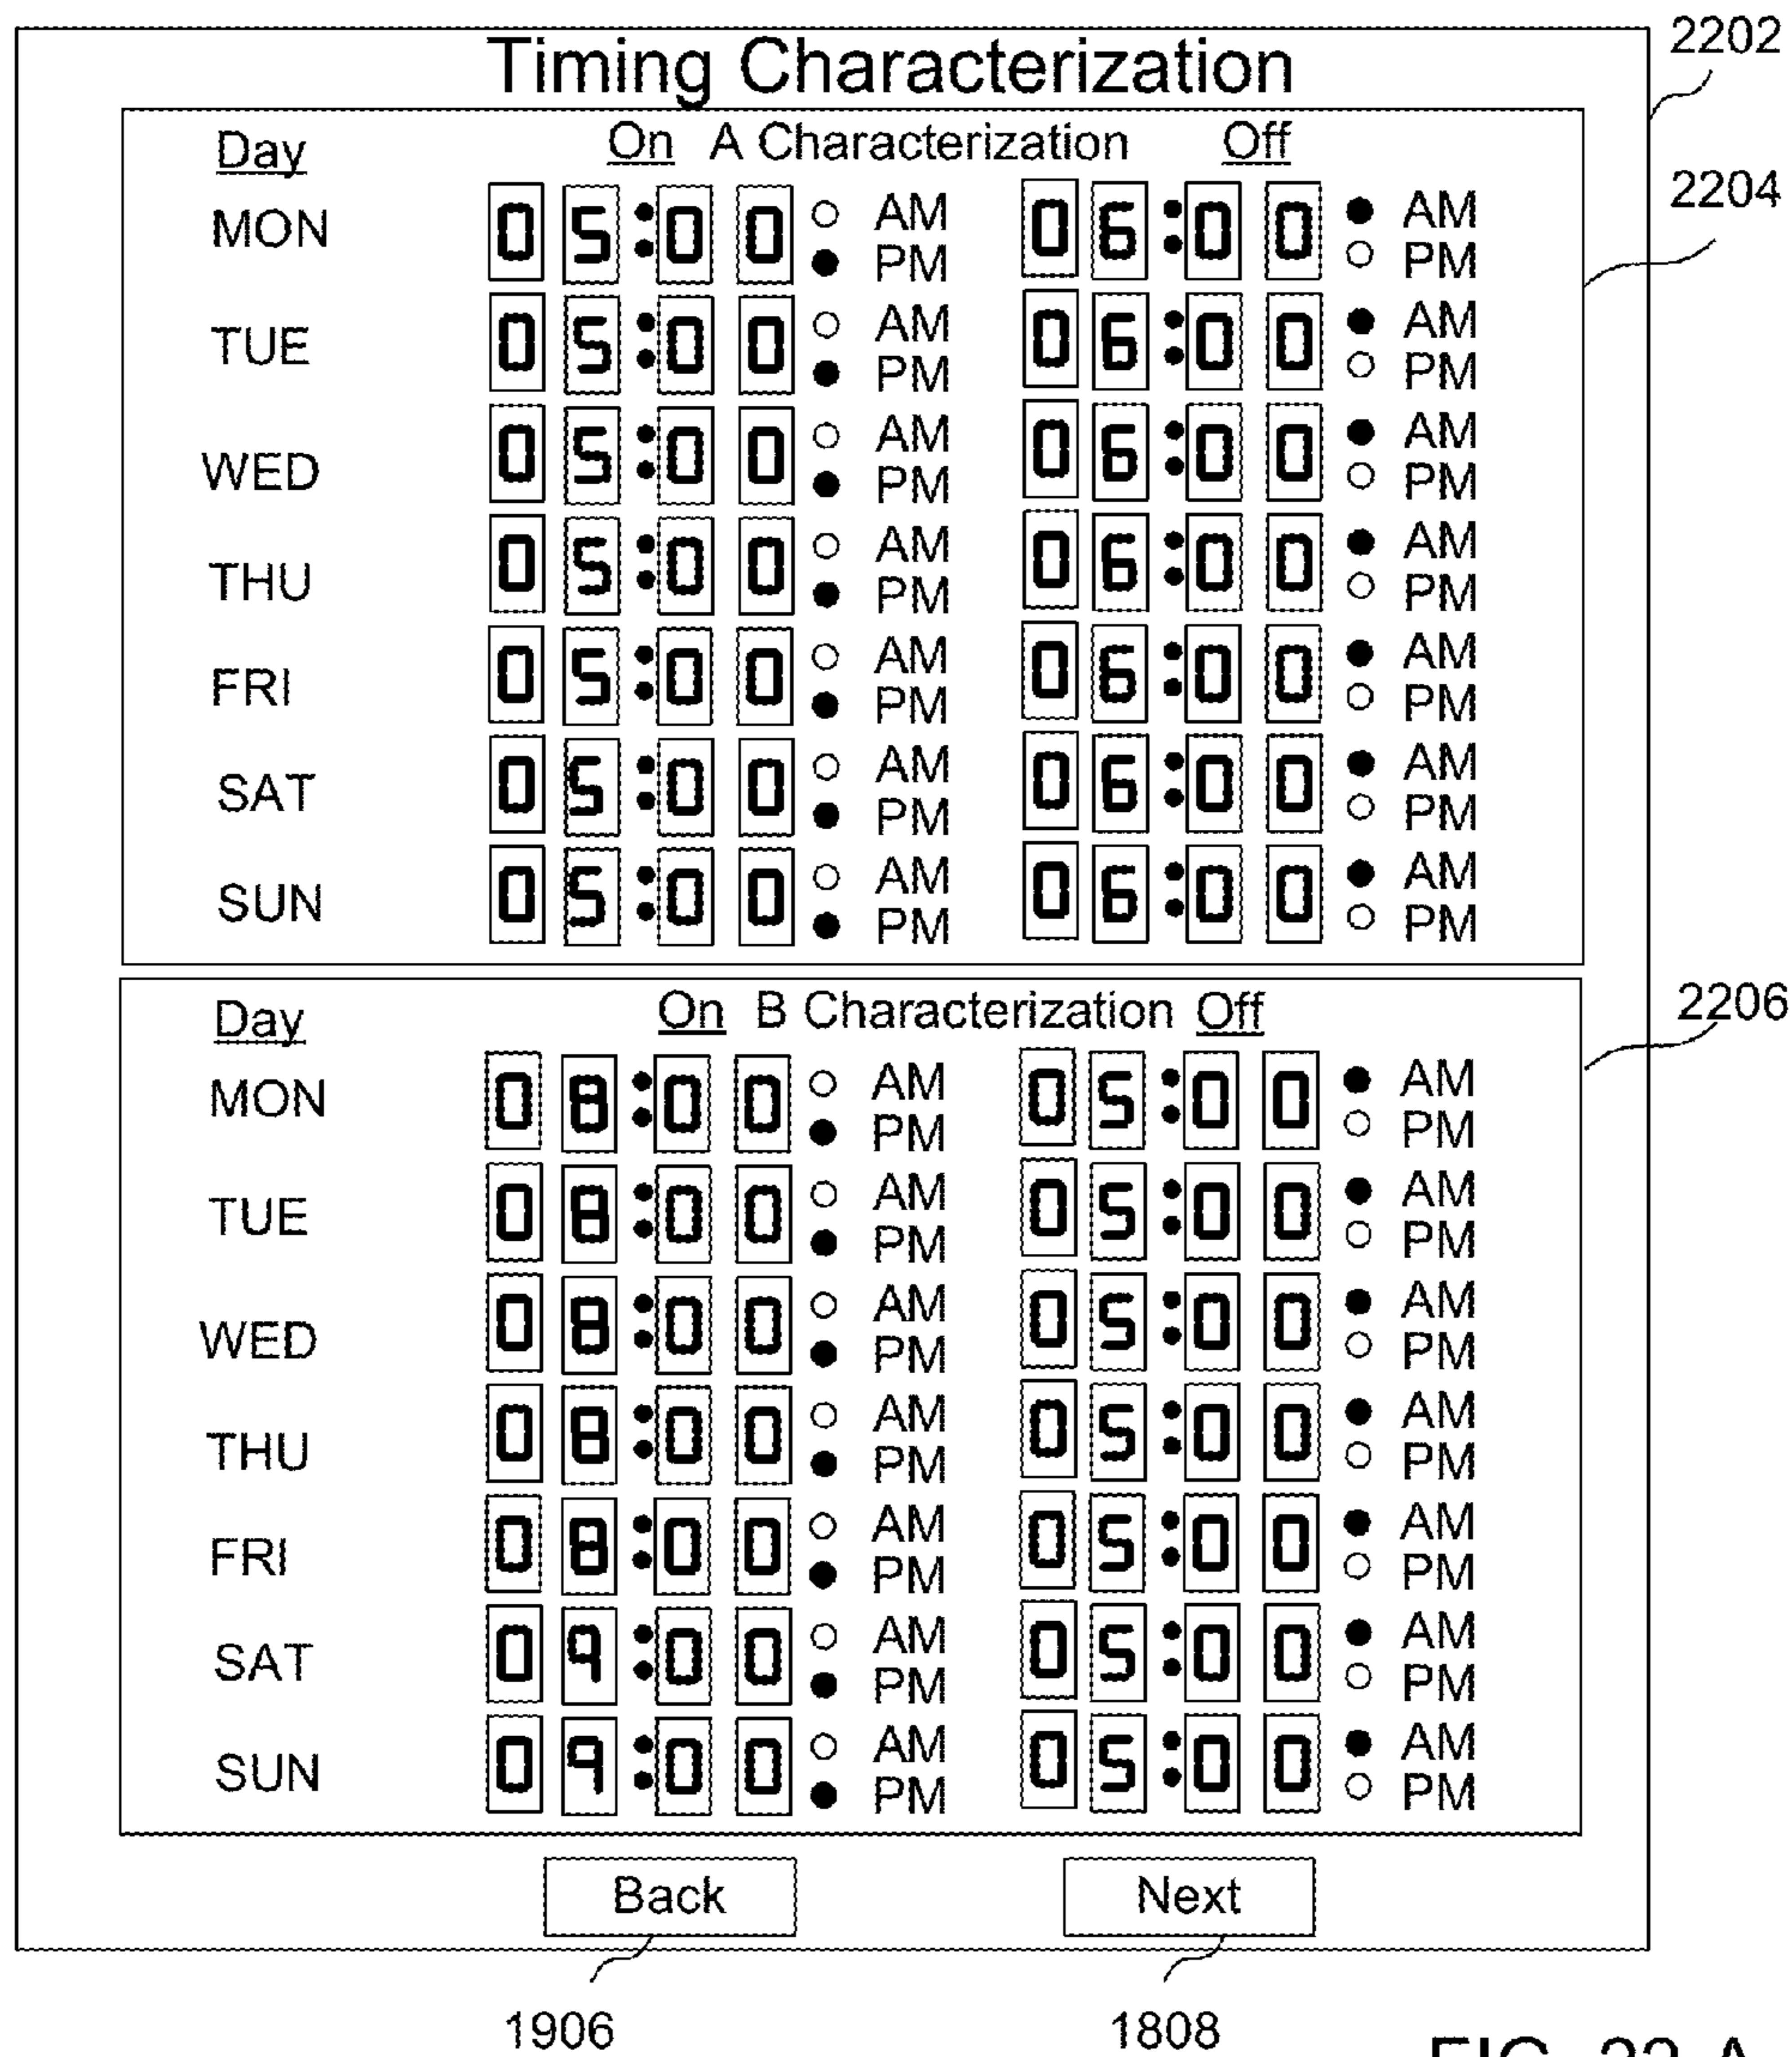 Timing Characterization
2202
Day On A Characterization Off
2204
MON 05:00 AM PM 06:00 AM PM
TUE 05:00 AM PM 06:00 AM PM
WED 05:00 AM PM 06:00 AM PM
THU 05:00 AM PM 06:00 AM PM
FRI 05:00 AM PM 06:00 AM PM
SAT 05:00 AM PM 06:00 AM PM
SUN 05:00 AM PM 06:00 AM PM
Day On B Characterization Off
2206
MON 08:00 AM PM 05:00 AM PM
TUE 08:00 AM PM 05:00 AM PM
WED 08:00 AM PM 05:00 AM PM
THU 08:00 AM PM 05:00 AM PM
FRI 08:00 AM PM 05:00 AM PM
SAT 09:00 AM PM 05:00 AM PM
SUN 09:00 AM PM 05:00 AM PM
Back Next
1906 1808